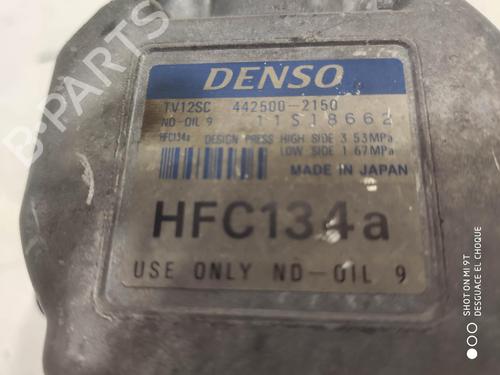 DENSO
TV12SC 442500-2150
ND-OIL 9 11S18662
HFC134a DESIGN PRESS HIGH SIDE 3 53MPa
LOW SIDE 1 67MPa
MADE IN JAPAN
HFC134a
USE ONLY ND-OIL 9
SHOT ON MI 9T
DESGUACE EL CHOQUE